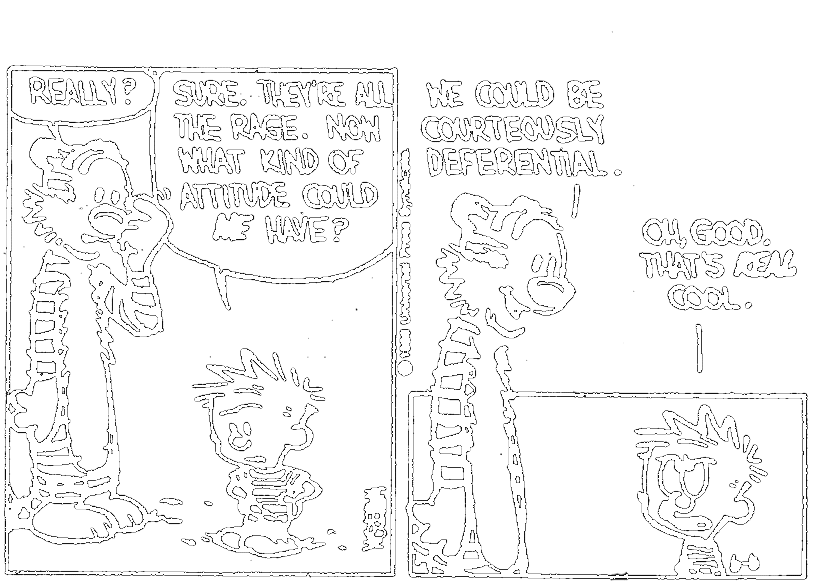 REALLY?
SURE. THEY'RE ALL
THE RAGE. NOW
WHAT KIND OF
ATTITUDE COULD
WE HAVE?
WE COULD BE
COURTEOUSLY
DEFERENTIAL.
OH, GOOD.
THAT'S REAL
COOL.